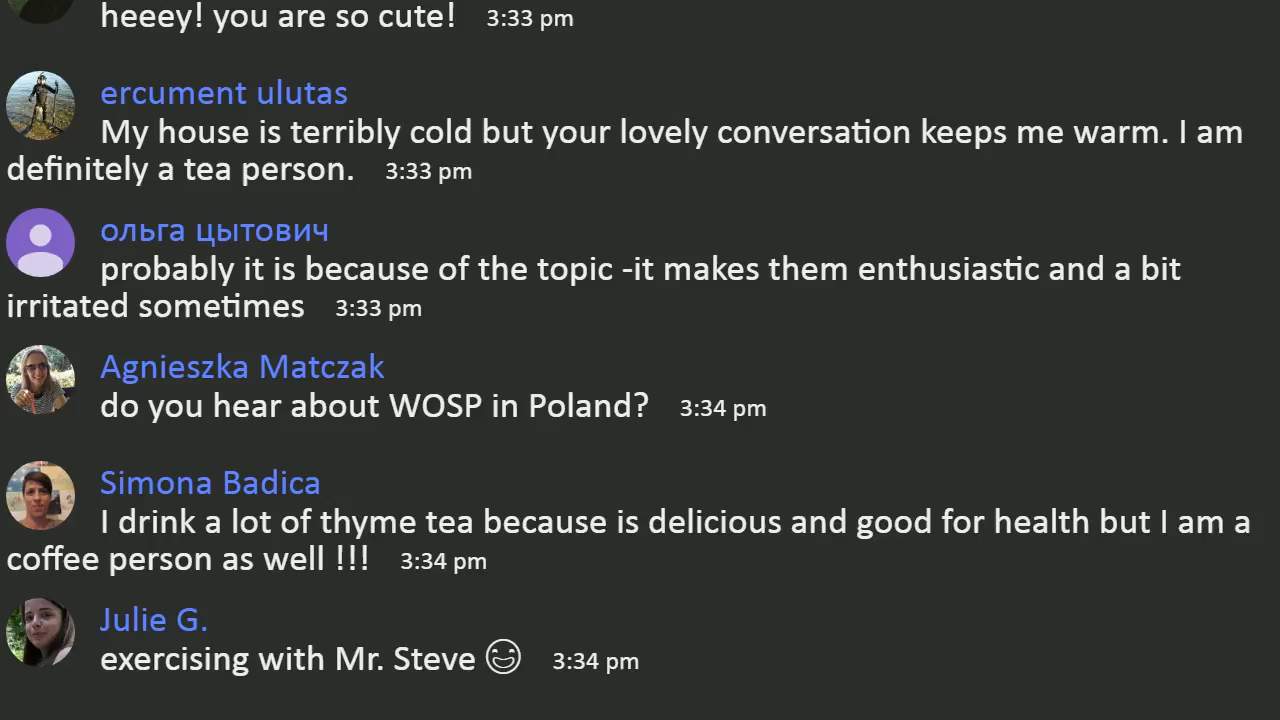 heeey! you are so cute! 3:33 pm
ercument ulutas
My house is terribly cold but your lovely conversation keeps me warm. I am
definitely a tea person. 3:33 pm
ольга цытович
probably it is because of the topic -it makes them enthusiastic and a bit
irritated sometimes 3:33 pm
Agnieszka Matczak
do you hear about WOSP in Poland? 3:34 pm
Simona Badica
I drink a lot of thyme tea because is delicious and good for health but I am a
coffee person as well !!! 3:34 pm
Julie G.
exercising with Mr. Steve 😄 3:34 pm